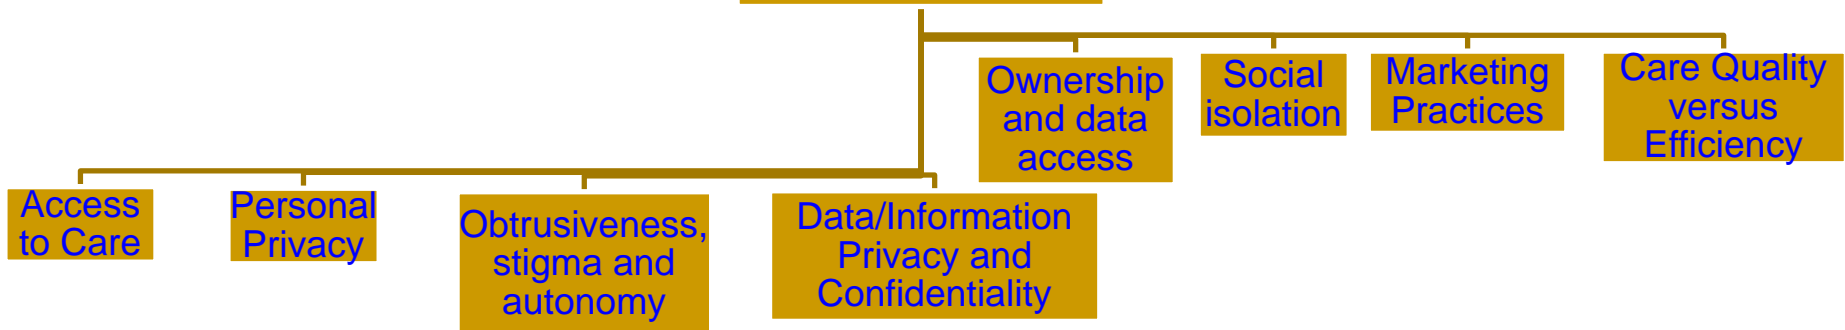 Ownership
and data
access
Social
isolation
Marketing
Practices
Care Quality
versus
Efficiency
Access
to Care
Personal
Privacy
Obtrusiveness,
stigma and
autonomy
Data/Information
Privacy and
Confidentiality